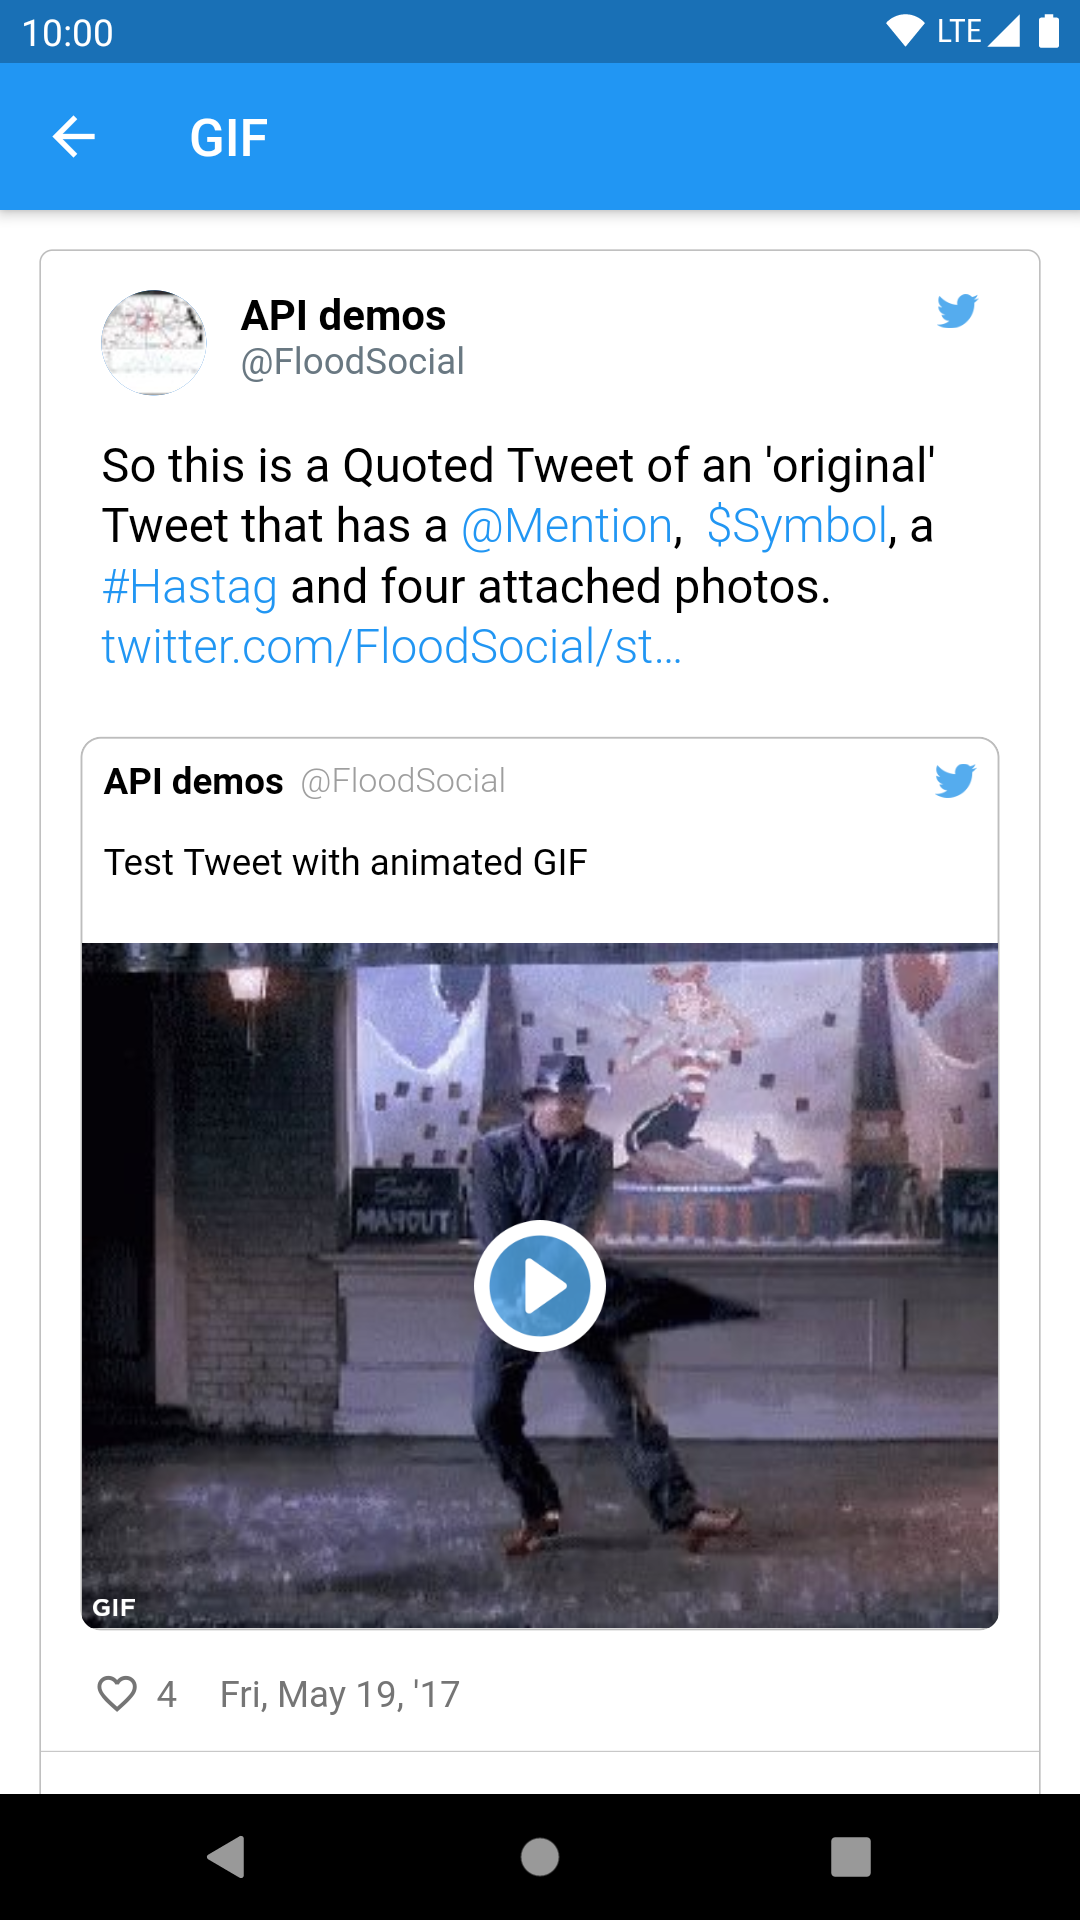 10:00 LTE
GIF
API demos
@FloodSocial
So this is a Quoted Tweet of an 'original'
Tweet that has a @Mention,  $Symbol, a
#Hastag and four attached photos.
twitter.com/FloodSocial/st…
API demos @FloodSocial
Test Tweet with animated GIF
MAHOUT
GIF
4 Fri, May 19, '17